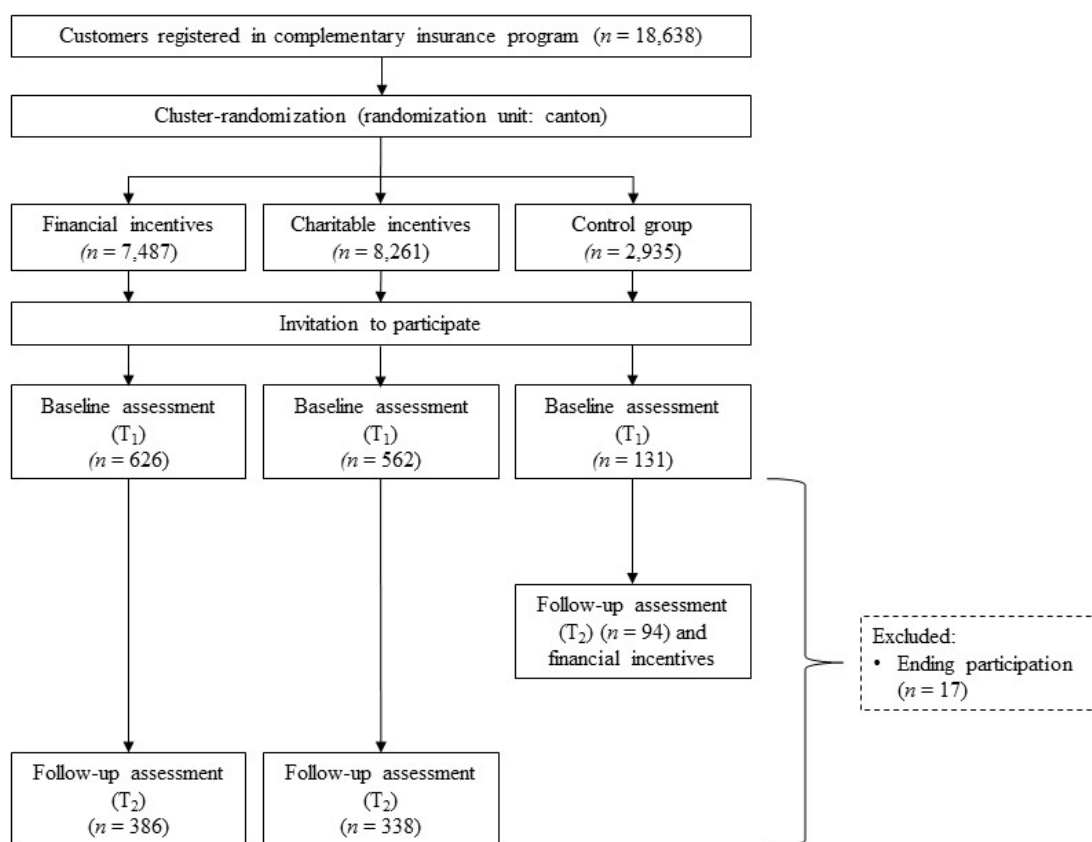 Customers registered in complementary insurance program (n = 18,638)
Cluster-randomization (randomization unit: canton)
Financial incentives
(n = 7,487)
Charitable incentives
(n = 8,261)
Control group
(n = 2,935)
Invitation to participate
Baseline assessment
(T₁)
(n = 626)
Baseline assessment
(T₁)
(n = 562)
Baseline assessment
(T₁)
(n = 131)
Follow-up assessment
(T₂) (n = 94) and
financial incentives
Excluded:
• Ending participation
(n = 17)
Follow-up assessment
(T₂)
(n = 386)
Follow-up assessment
(T₂)
(n = 338)